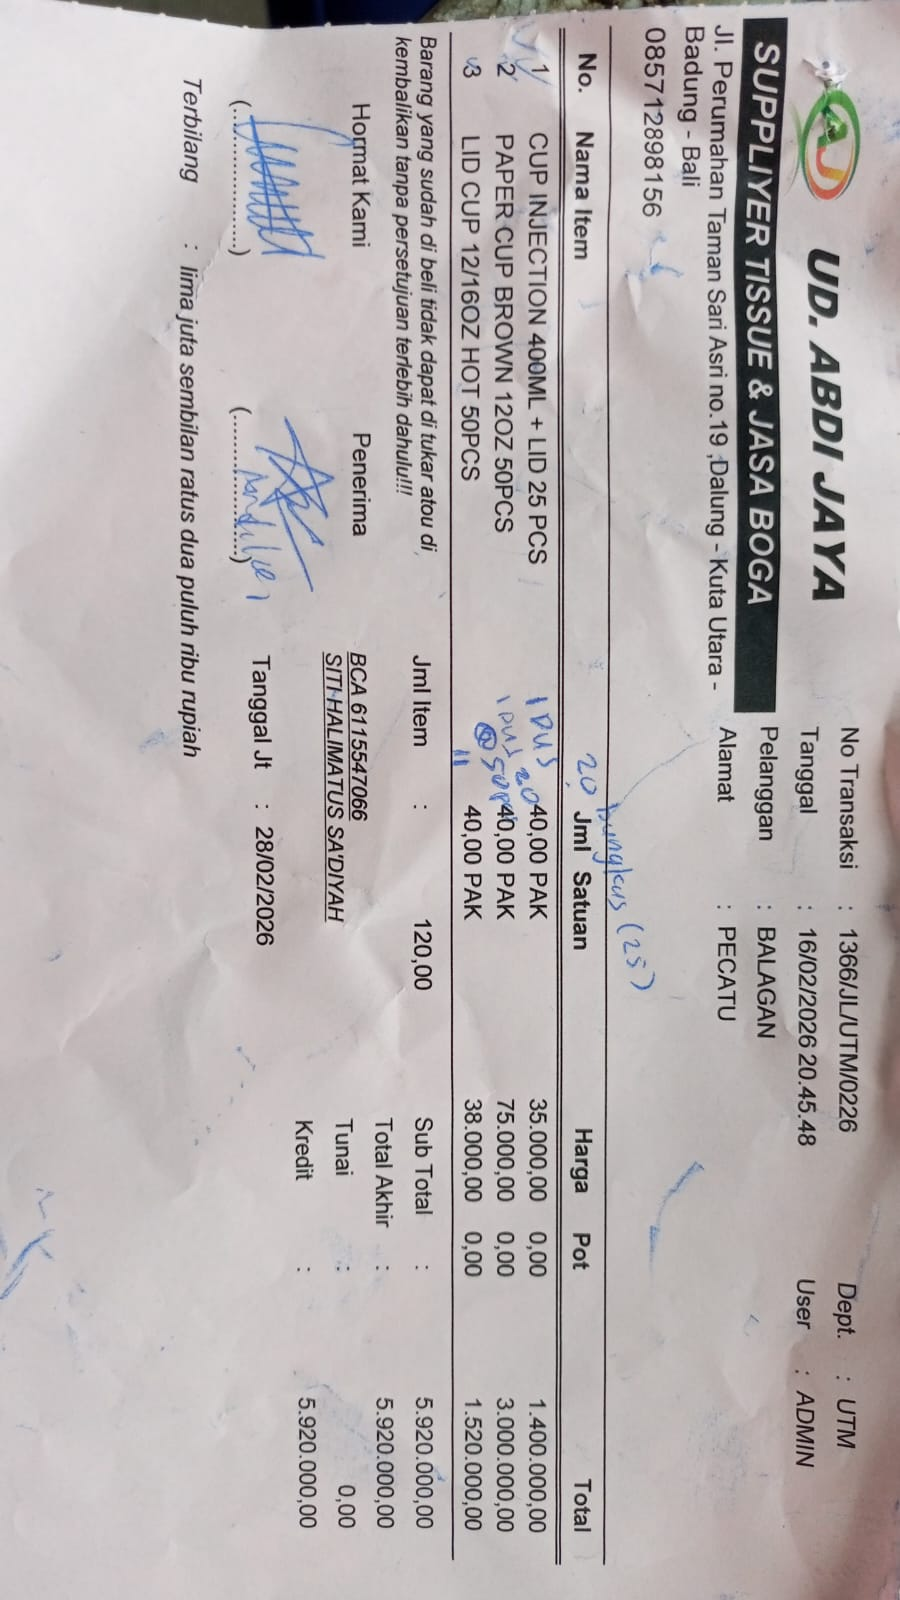 AJ UD. ABDI JAYA
SUPPLIYER TISSUE & JASA BOGA
Jl. Perumahan Taman Sari Asri no.19 ,Dalung - Kuta Utara -
Badung - Bali
085712898156
No Transaksi : 1366/JL/UTM/0226
Tanggal : 16/02/2026 20.45.48
Pelanggan : BALAGAN
Alamat : PECATU
Dept. : UTM
User : ADMIN
20 bungkus (25)
No. Nama Item Jml Satuan Harga Pot Total
1 CUP INJECTION 400ML + LID 25 PCS 1 DUS 20 40,00 PAK 35.000,00 0,00 1.400.000,00
2 PAPER CUP BROWN 12OZ 50PCS 1 DUS @ 50P 40,00 PAK 75.000,00 0,00 3.000.000,00
3 LID CUP 12/16OZ HOT 50PCS 11 40,00 PAK 38.000,00 0,00 1.520.000,00
Barang yang sudah di beli tidak dapat di tukar atou di
kembalikan tanpa persetujuan terlebih dahulu!!!
Jml Item : 120,00
Sub Total : 5.920.000,00
Total Akhir : 5.920.000,00
Tunai : 0,00
Kredit : 5.920.000,00
Hormat Kami Penerima
BCA 6115547066
SITI HALIMATUS SA'DIYAH
(................) (................)
Tanggal Jt : 28/02/2026
Terbilang : lima juta sembilan ratus dua puluh ribu rupiah